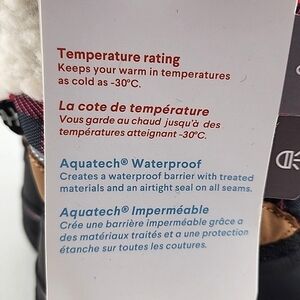 Temperature rating
Keeps your warm in temperatures
as cold as -30°C.
La cote de température
Vous garde au chaud jusqu'à des
températures atteignant -30°C.
Aquatech® Waterproof
Creates a waterproof barrier with treated
materials and an airtight seal on all seams.
Aquatech® Imperméable
Crée une barrière imperméable grâce a
des matériaux traités et a une protection
étanche sur toutes les coutures.